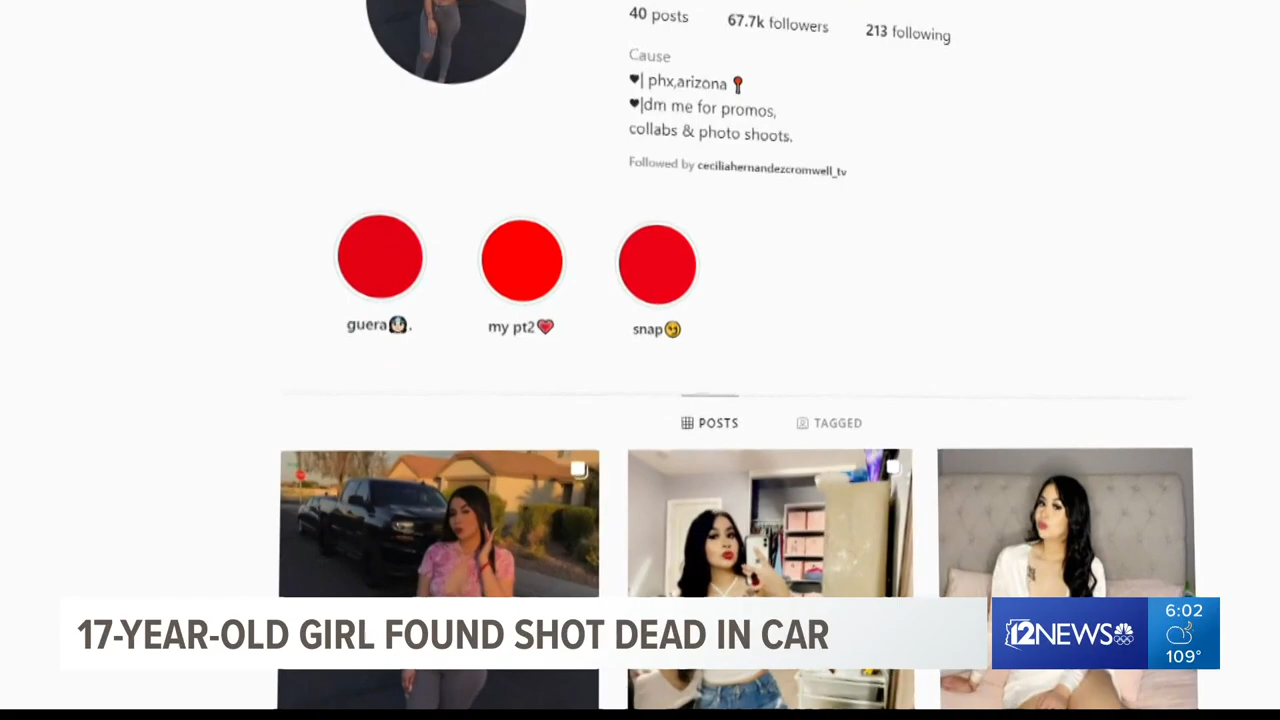 40 posts 67.7k followers 213 following
Cause
♥| phx,arizona📍
♥|dm me for promos,
collabs & photo shoots.
Followed by ceciliahernandezcromwell_tv
guera👩🏻. my pt2💗 snap😏
POSTS TAGGED
17-YEAR-OLD GIRL FOUND SHOT DEAD IN CAR
12NEWS
6:02
109°